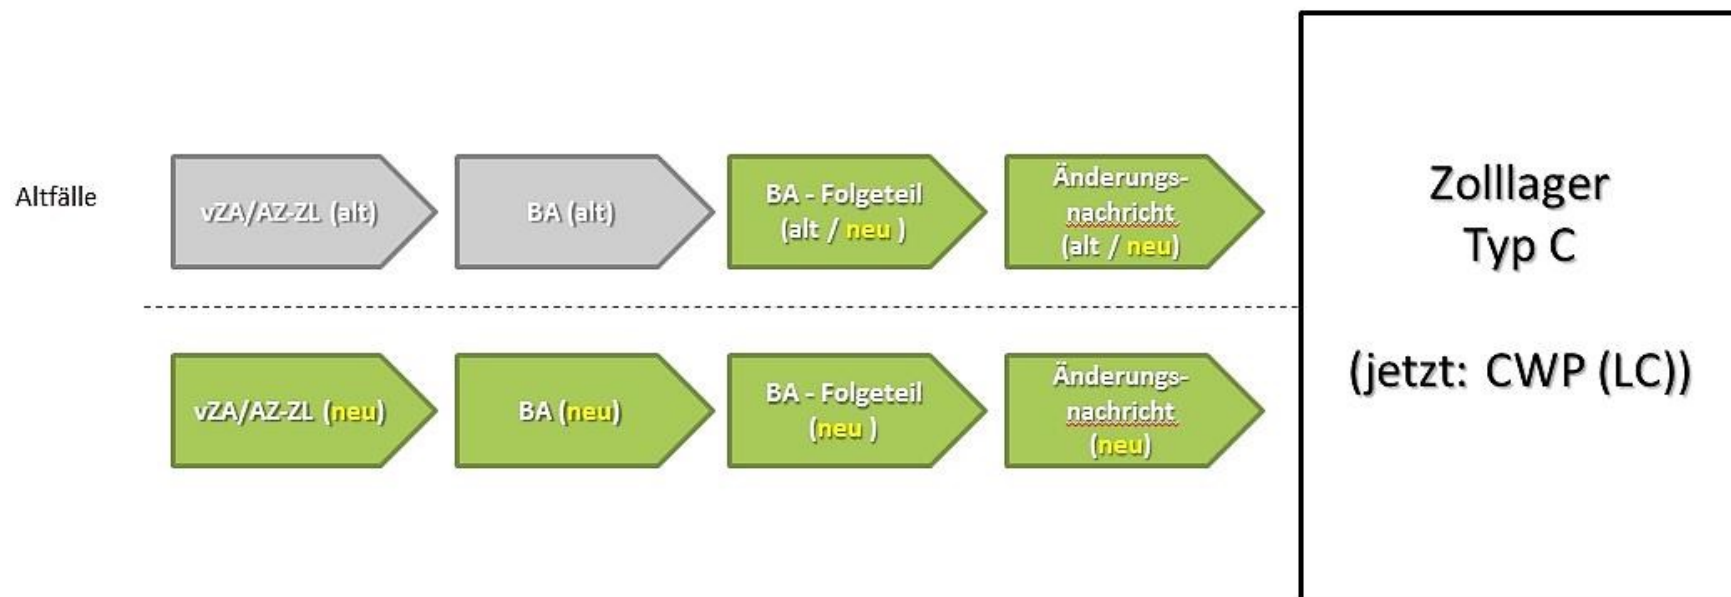 Altfälle
vZA/AZ-ZL (alt)
BA (alt)
BA - Folgeteil
(alt / neu )
Änderungs-
nachricht
(alt / neu)
vZA/AZ-ZL (neu)
BA (neu)
BA - Folgeteil
(neu )
Änderungs-
nachricht
(neu)
Zolllager
Typ C
(jetzt: CWP (LC))